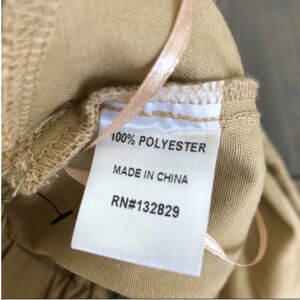 100% POLYESTER
MADE IN CHINA
RN#132829